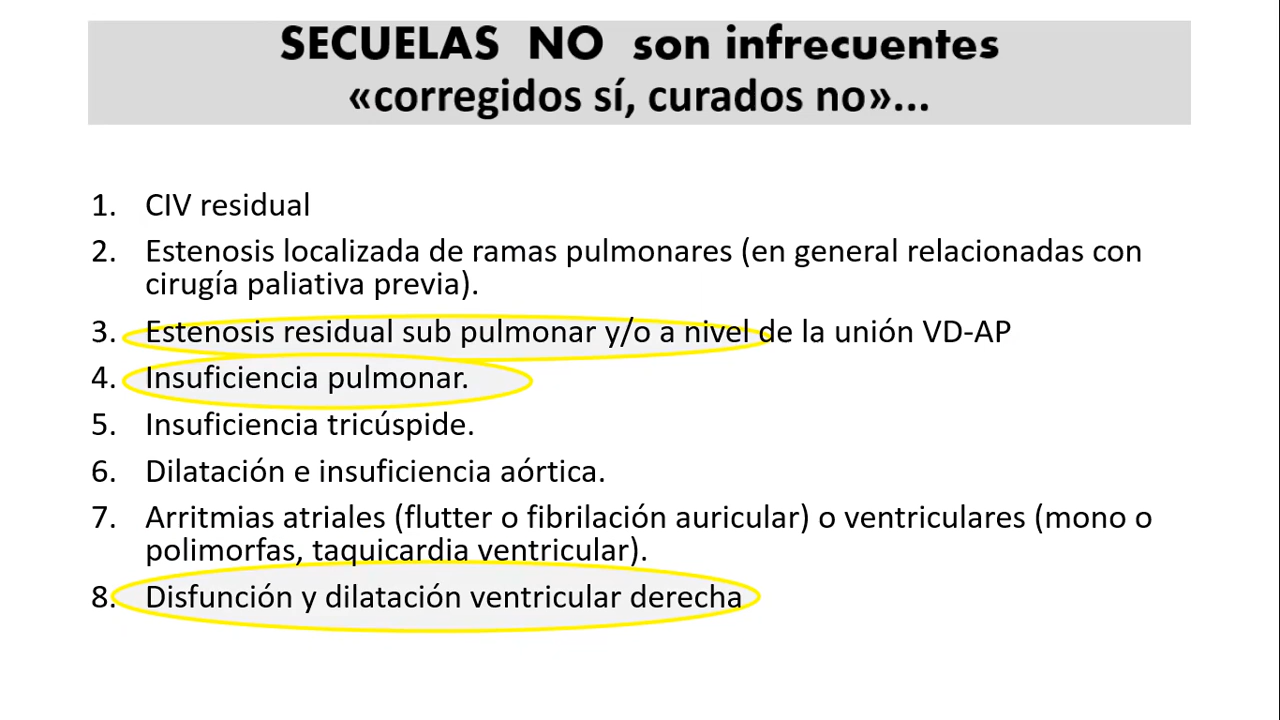 SECUELAS NO son infrecuentes
«corregidos sí, curados no»...
1. CIV residual
2. Estenosis localizada de ramas pulmonares (en general relacionadas con
cirugía paliativa previa).
3. Estenosis residual sub pulmonar y/o a nivel de la unión VD-AP
4. Insuficiencia pulmonar.
5. Insuficiencia tricúspide.
6. Dilatación e insuficiencia aórtica.
7. Arritmias atriales (flutter o fibrilación auricular) o ventriculares (mono o
polimorfas, taquicardia ventricular).
8. Disfunción y dilatación ventricular derecha